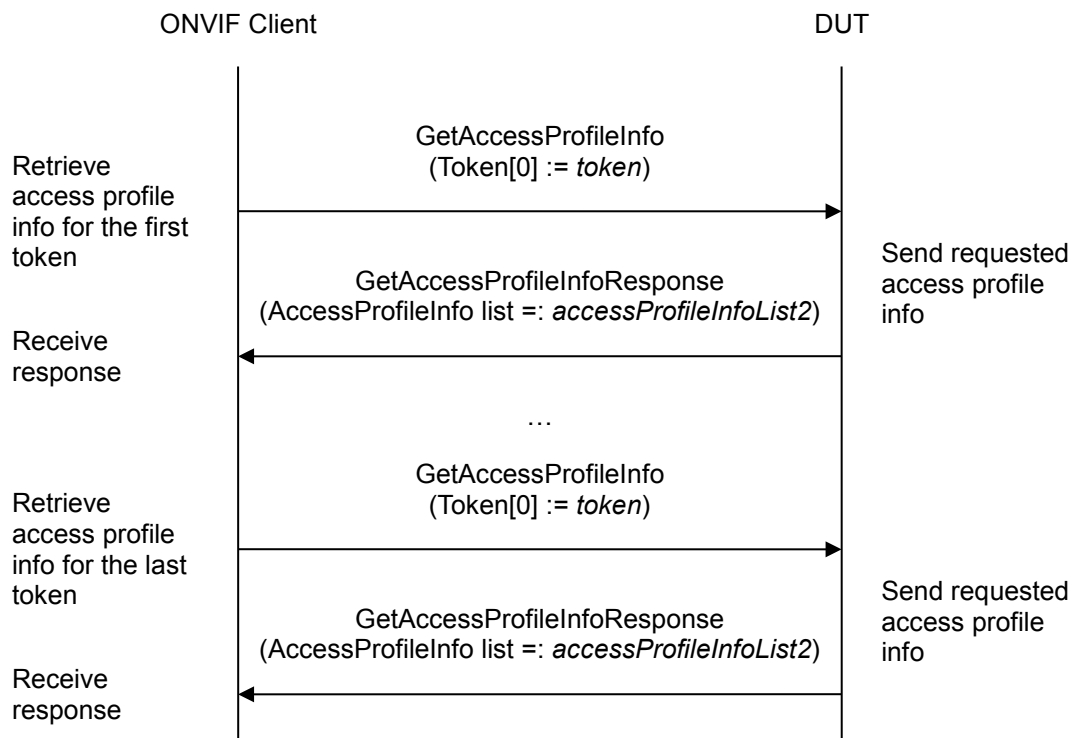 ONVIF Client
DUT
GetAccessProfileInfo
(Token[0] := token)
Retrieve
access profile
info for the first
token
Send requested
access profile
info
GetAccessProfileInfoResponse
(AccessProfileInfo list =: accessProfileInfoList2)
Receive
response
…
GetAccessProfileInfo
(Token[0] := token)
Retrieve
access profile
info for the last
token
Send requested
access profile
info
GetAccessProfileInfoResponse
(AccessProfileInfo list =: accessProfileInfoList2)
Receive
response